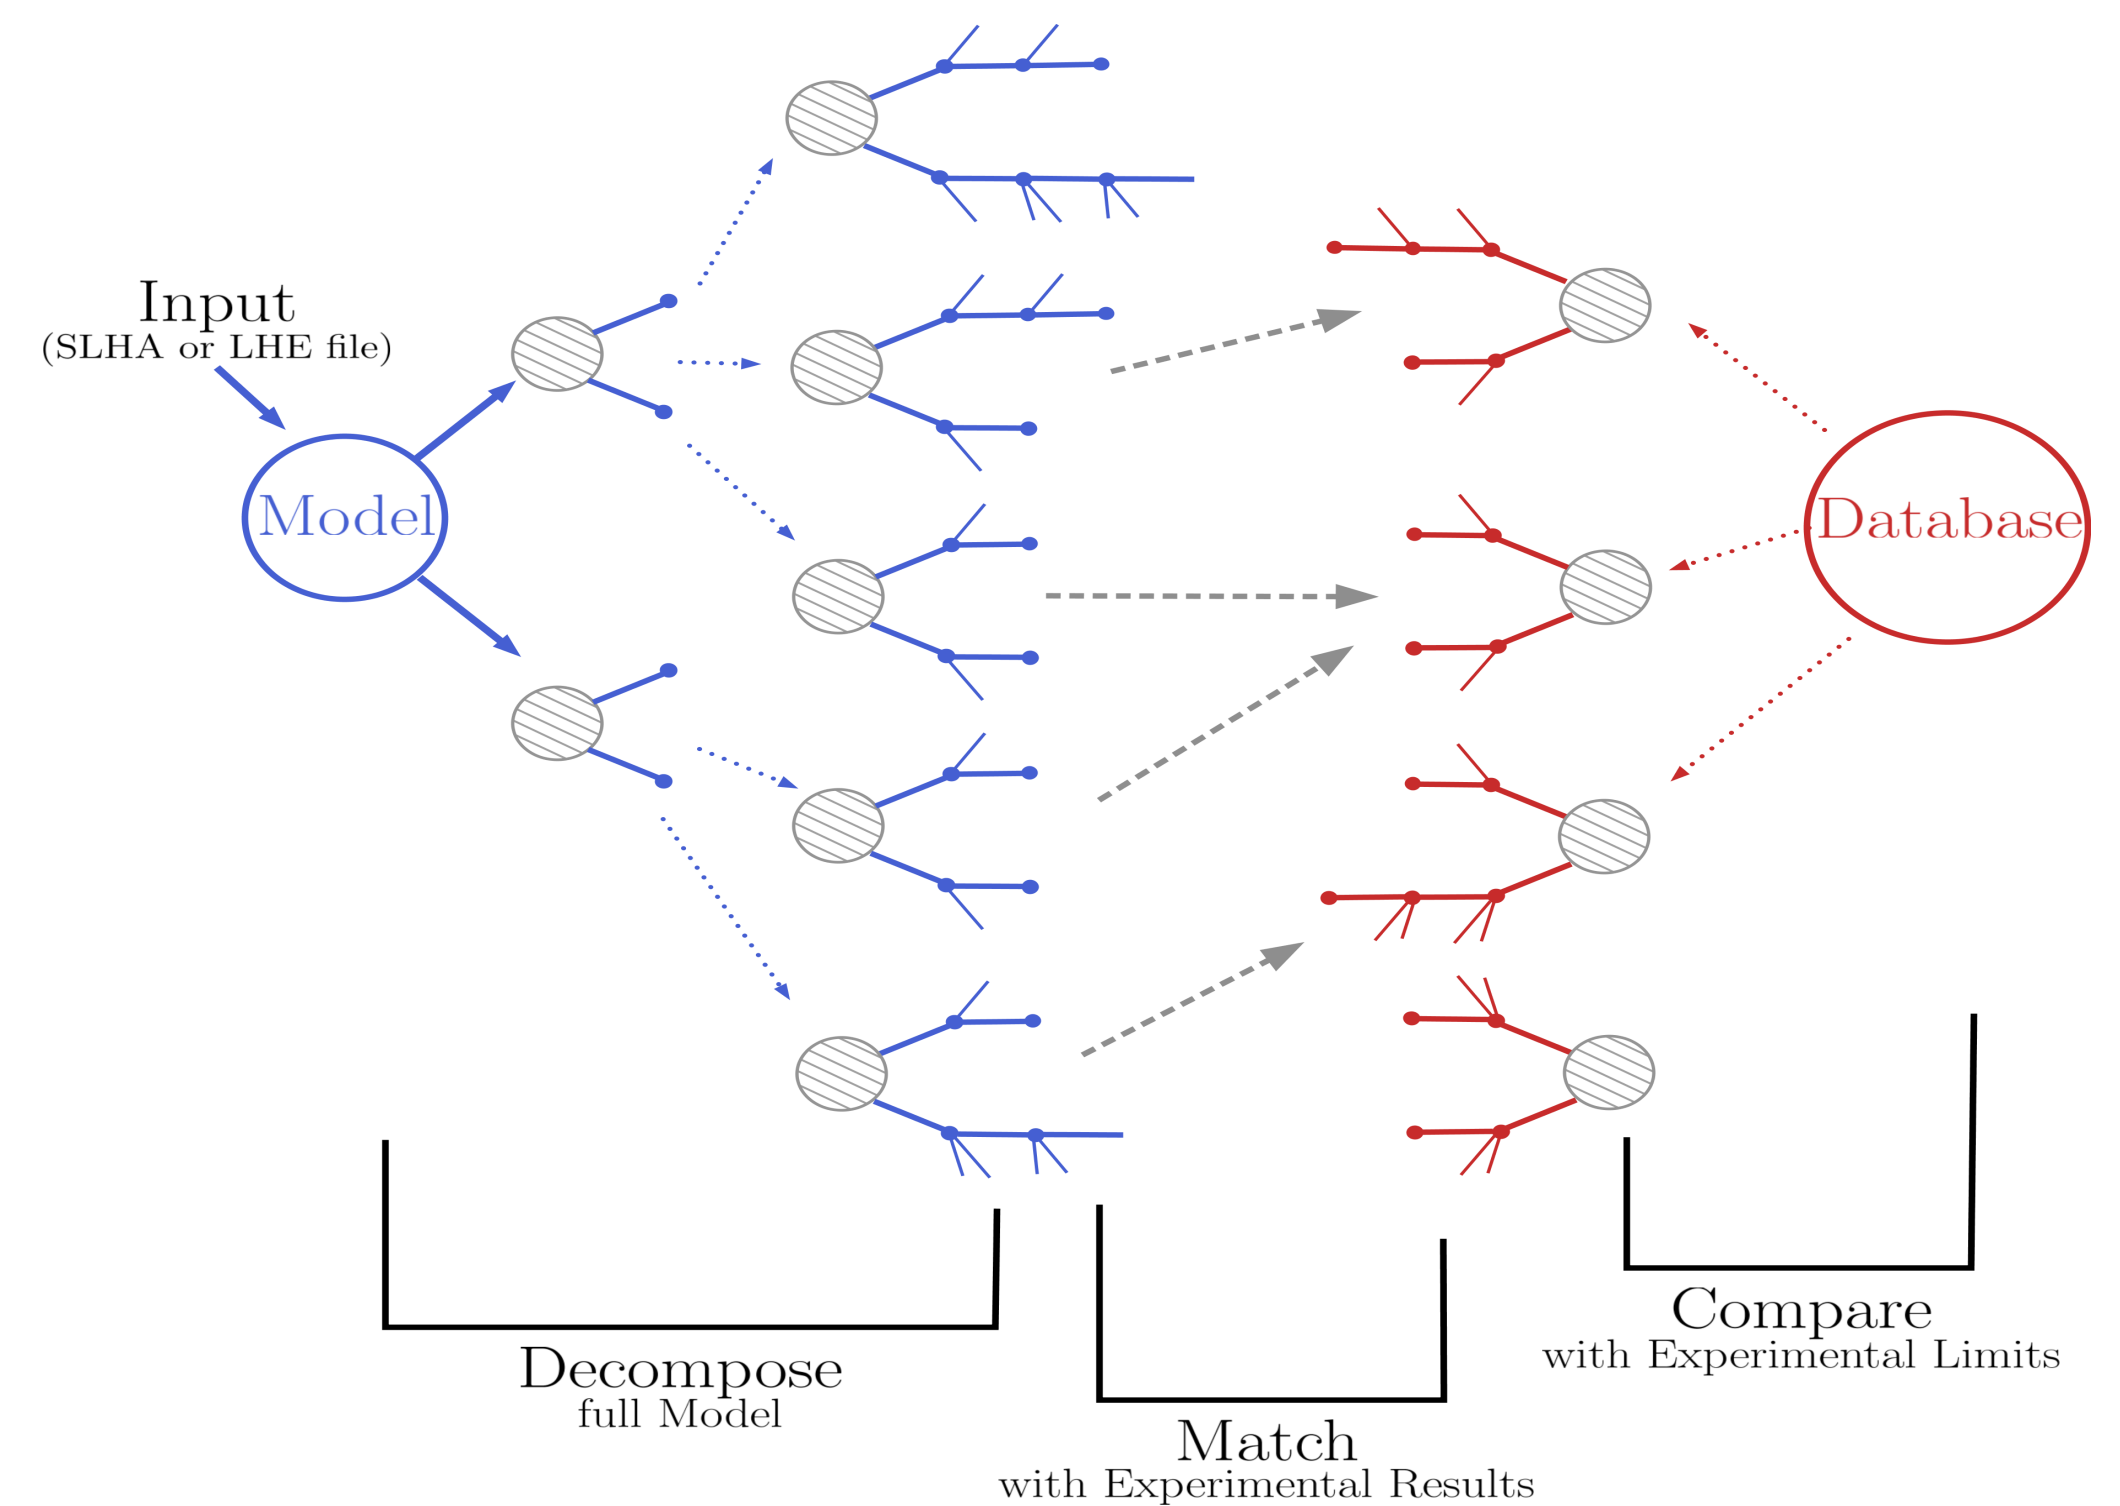 Input
(SLHA or LHE file)
Model
Database
Decompose
full Model
Match
with Experimental Results
Compare
with Experimental Limits